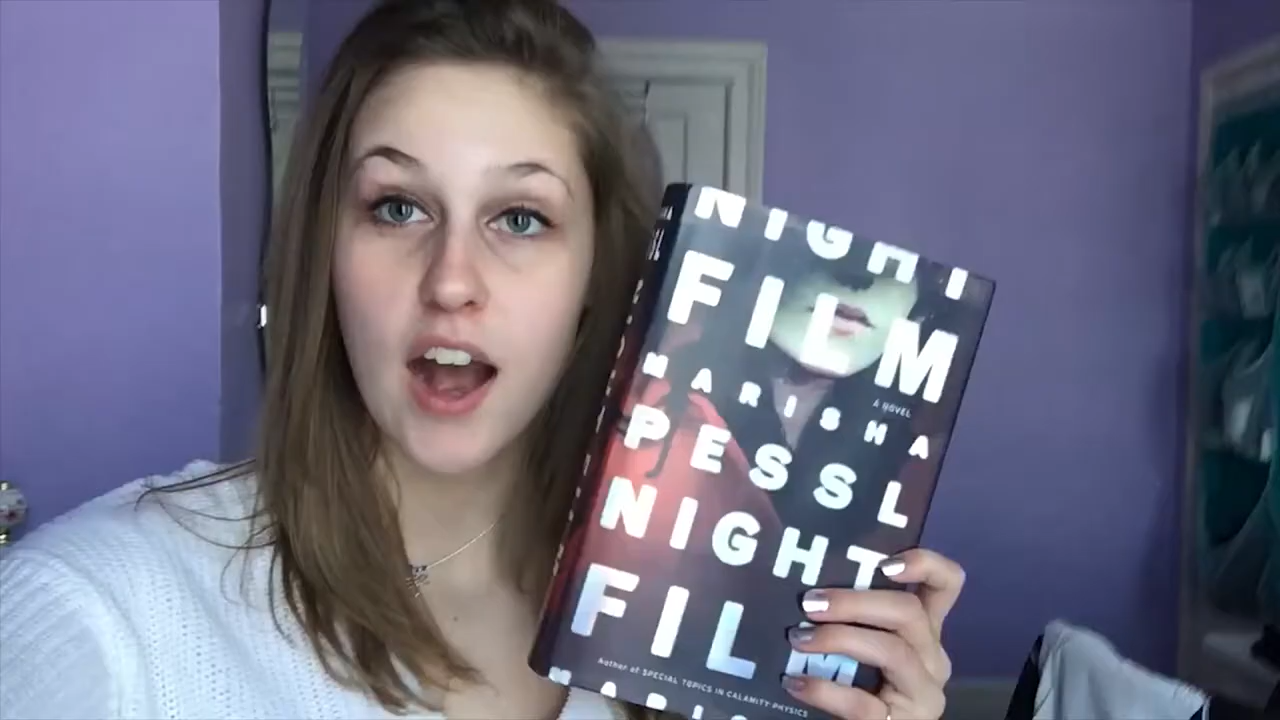 NIGHT
FILM
A NOVEL
MARISHA
PESSL
NIGHT
FILM
Author of SPECIAL TOPICS IN CALAMITY PHYSICS